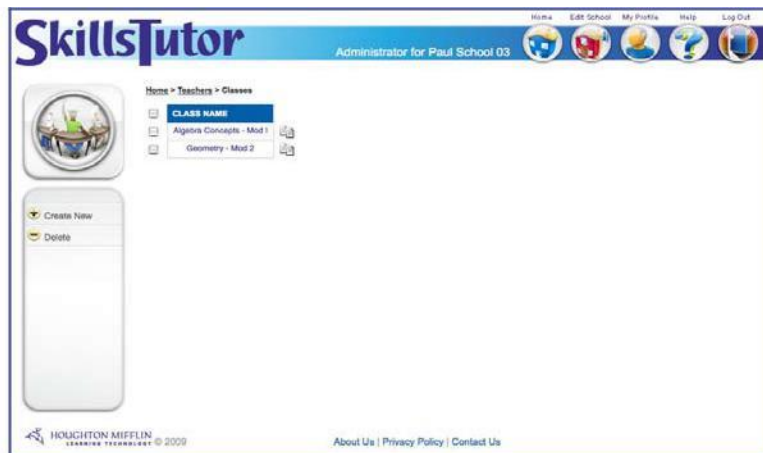 Home Edit School My Profile Help Log Out
SkillsTutor
Administrator for Paul School 03
Home > Teachers > Classes
CLASS NAME
Algebra Concepts - Mod I
Geometry - Mod 2
Create New
Delete
HOUGHTON MIFFLIN
LEARNING TECHNOLOGY © 2009
About Us | Privacy Policy | Contact Us